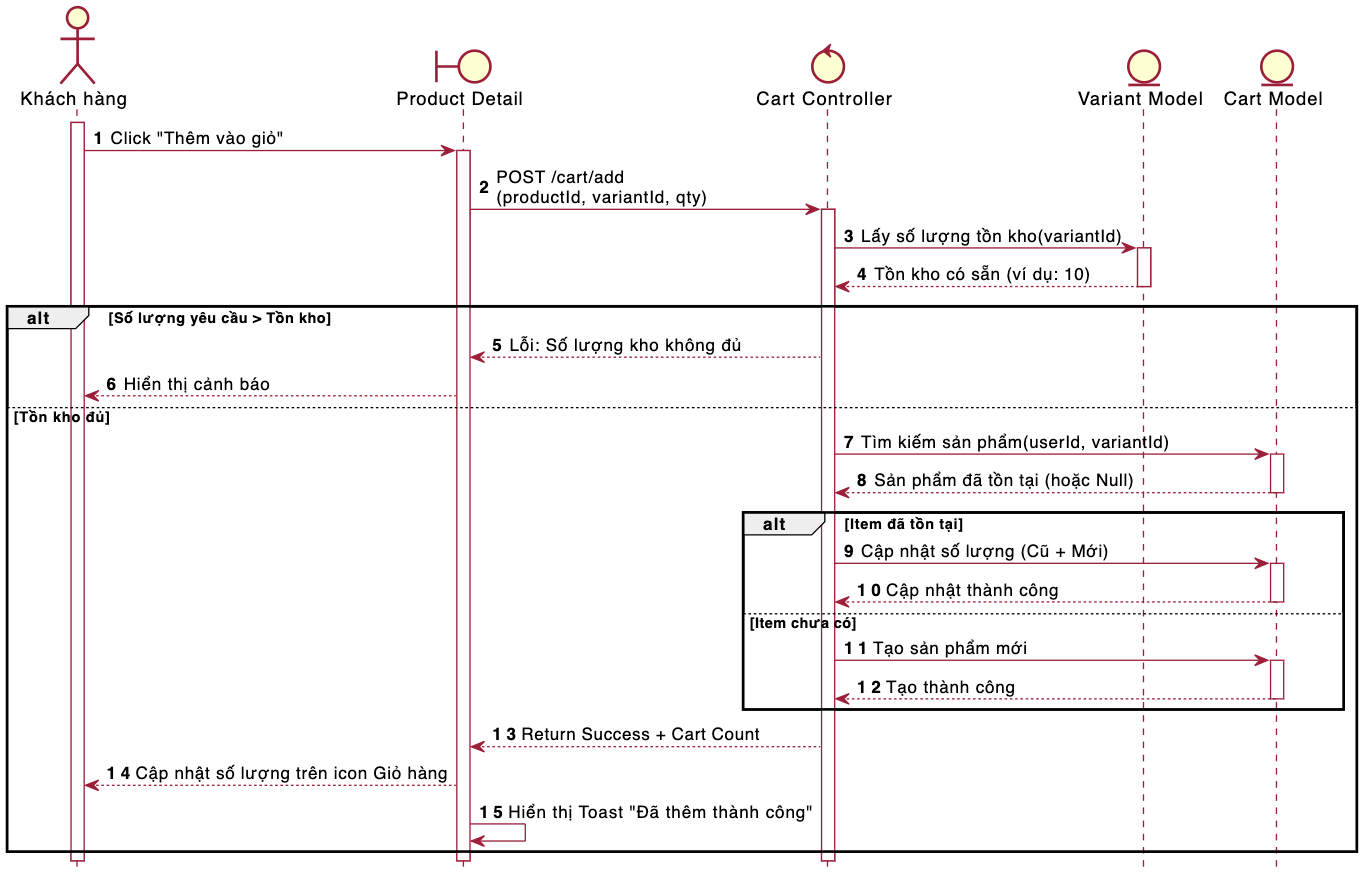 Khách hàng
Product Detail
Cart Controller
Variant Model
Cart Model
1 Click "Thêm vào giỏ"
2 POST /cart/add
(productId, variantId, qty)
3 Lấy số lượng tồn kho(variantId)
4 Tồn kho có sẵn (ví dụ: 10)
alt [Số lượng yêu cầu > Tồn kho]
5 Lỗi: Số lượng kho không đủ
6 Hiển thị cảnh báo
[Tồn kho đủ]
7 Tìm kiếm sản phẩm(userId, variantId)
8 Sản phẩm đã tồn tại (hoặc Null)
alt [Item đã tồn tại]
9 Cập nhật số lượng (Cũ + Mới)
10 Cập nhật thành công
[Item chưa có]
11 Tạo sản phẩm mới
12 Tạo thành công
13 Return Success + Cart Count
14 Cập nhật số lượng trên icon Giỏ hàng
15 Hiển thị Toast "Đã thêm thành công"